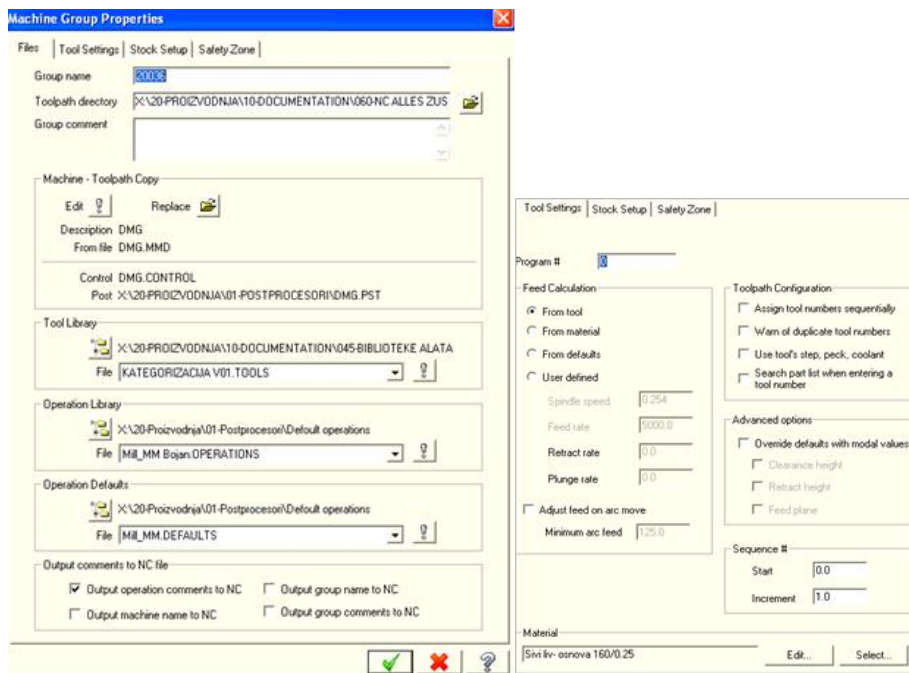 Machine Group Properties
Files Tool Settings Stock Setup Safety Zone
Group name 20036
Toolpath directory X:\20-PROIZVODNJA\10-DOCUMENTATION\060-NC ALLES ZUS
Group comment
Machine - Toolpath Copy
Edit Replace
Description DMG
From file DMG.MMD
Control DMG.CONTROL
Post X:\20-PROIZVODNJA\01-POSTPROCESORI\DMG.PST
Tool Library
X:\20-PROIZVODNJA\10-DOCUMENTATION\045-BIBLIOTEKE ALATA
File KATEGORIZACIJA V01.TOOLS
Operation Library
X:\20-Proizvodnja\01-Postprocesori\Default operations
File Mill_MM Bojan.OPERATIONS
Operation Defaults
X:\20-Proizvodnja\01-Postprocesori\Default operations
File Mill_MM.DEFAULTS
Output comments to NC file
Output operation comments to NC Output group name to NC
Output machine name to NC Output group comments to NC
Tool Settings Stock Setup Safety Zone
Program # 0
Feed Calculation
From tool
From material
From defaults
User defined
Spindle speed 0.254
Feed rate 5000.0
Retract rate 0.0
Plunge rate 0.0
Adjust feed on arc move
Minimum arc feed 125.0
Toolpath Configuration
Assign tool numbers sequentially
Warn of duplicate tool numbers
Use tool's step, peck, coolant
Search part list when entering a
tool number
Advanced options
Override defaults with modal values
Clearance height
Retract height
Feed plane
Sequence #
Start 0.0
Increment 1.0
Material
Sivi liv- osnova 160/0.25 Edit... Select...